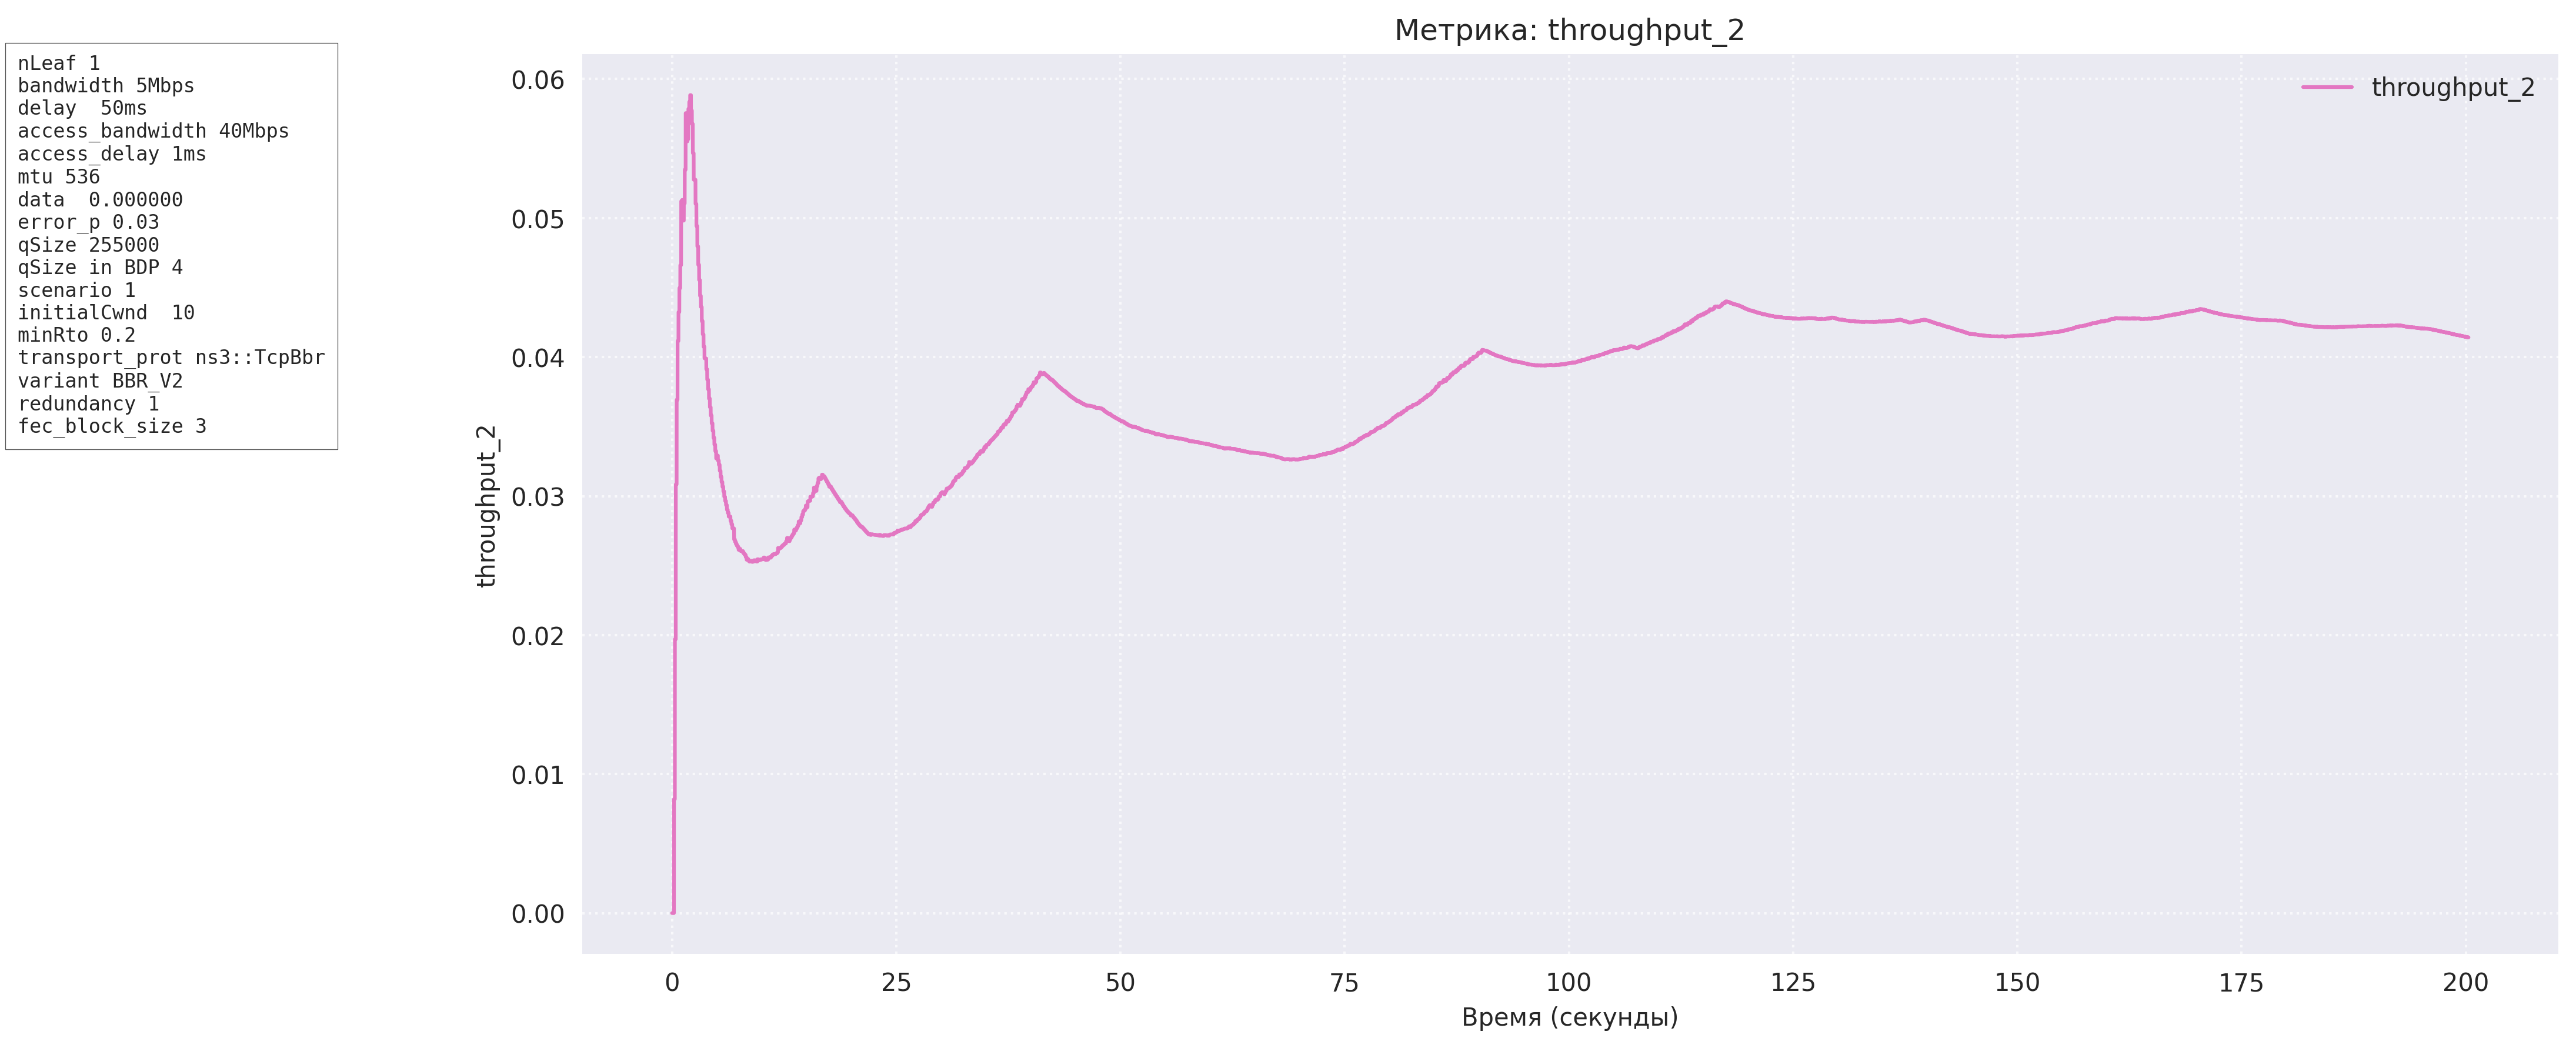 Метрика: throughput_2
nLeaf 1
bandwidth 5Mbps
delay  50ms
access_bandwidth 40Mbps
access_delay 1ms
mtu 536
data  0.000000
error_p 0.03
qSize 255000
qSize in BDP 4
scenario 1
initialCwnd  10
minRto 0.2
transport_prot ns3::TcpBbr
variant BBR_V2
redundancy 1
fec_block_size 3
throughput_2
throughput_2
0.06
0.05
0.04
0.03
0.02
0.01
0.00
0 25 50 75 100 125 150 175 200
Время (секунды)